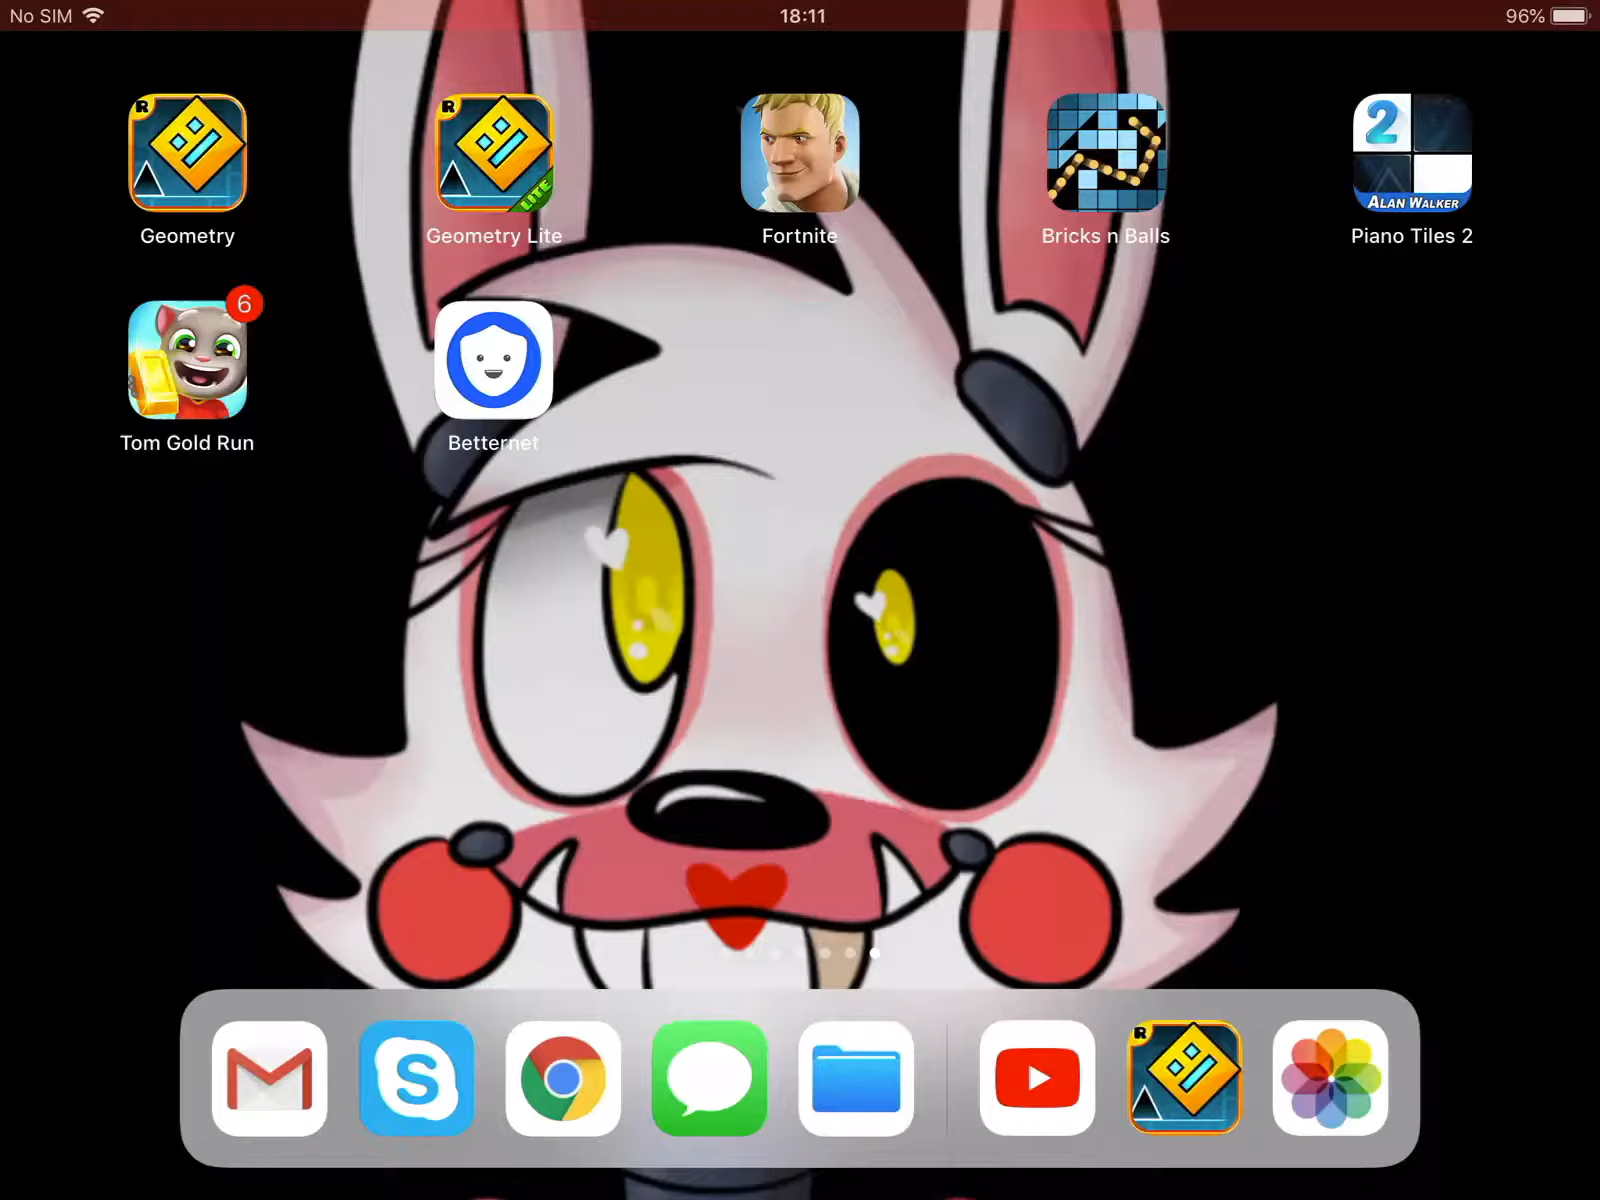 No SIM 18:11 96%
R R LITE 2 ALAN WALKER
Geometry Geometry Lite Fortnite Bricks n Balls Piano Tiles 2
6
Tom Gold Run Betternet
S R